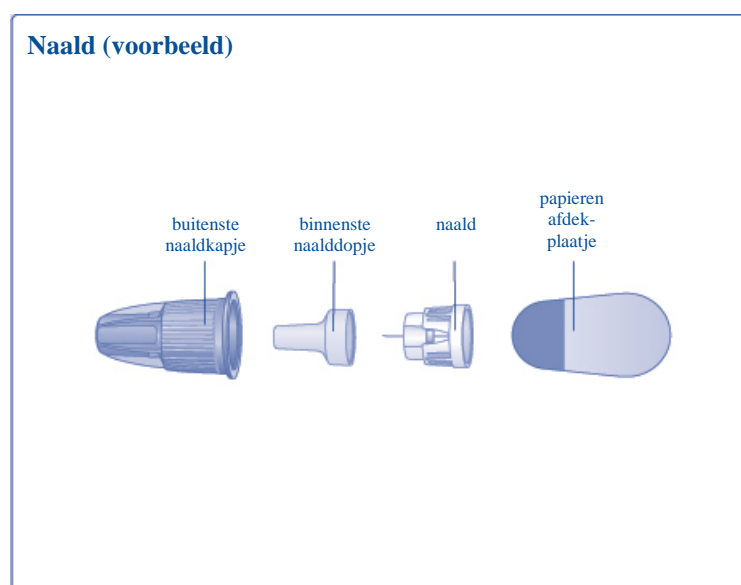 Naald (voorbeeld)
buitenste
naaldkapje
binnenste
naalddopje
naald
papieren
afdek-
plaatje